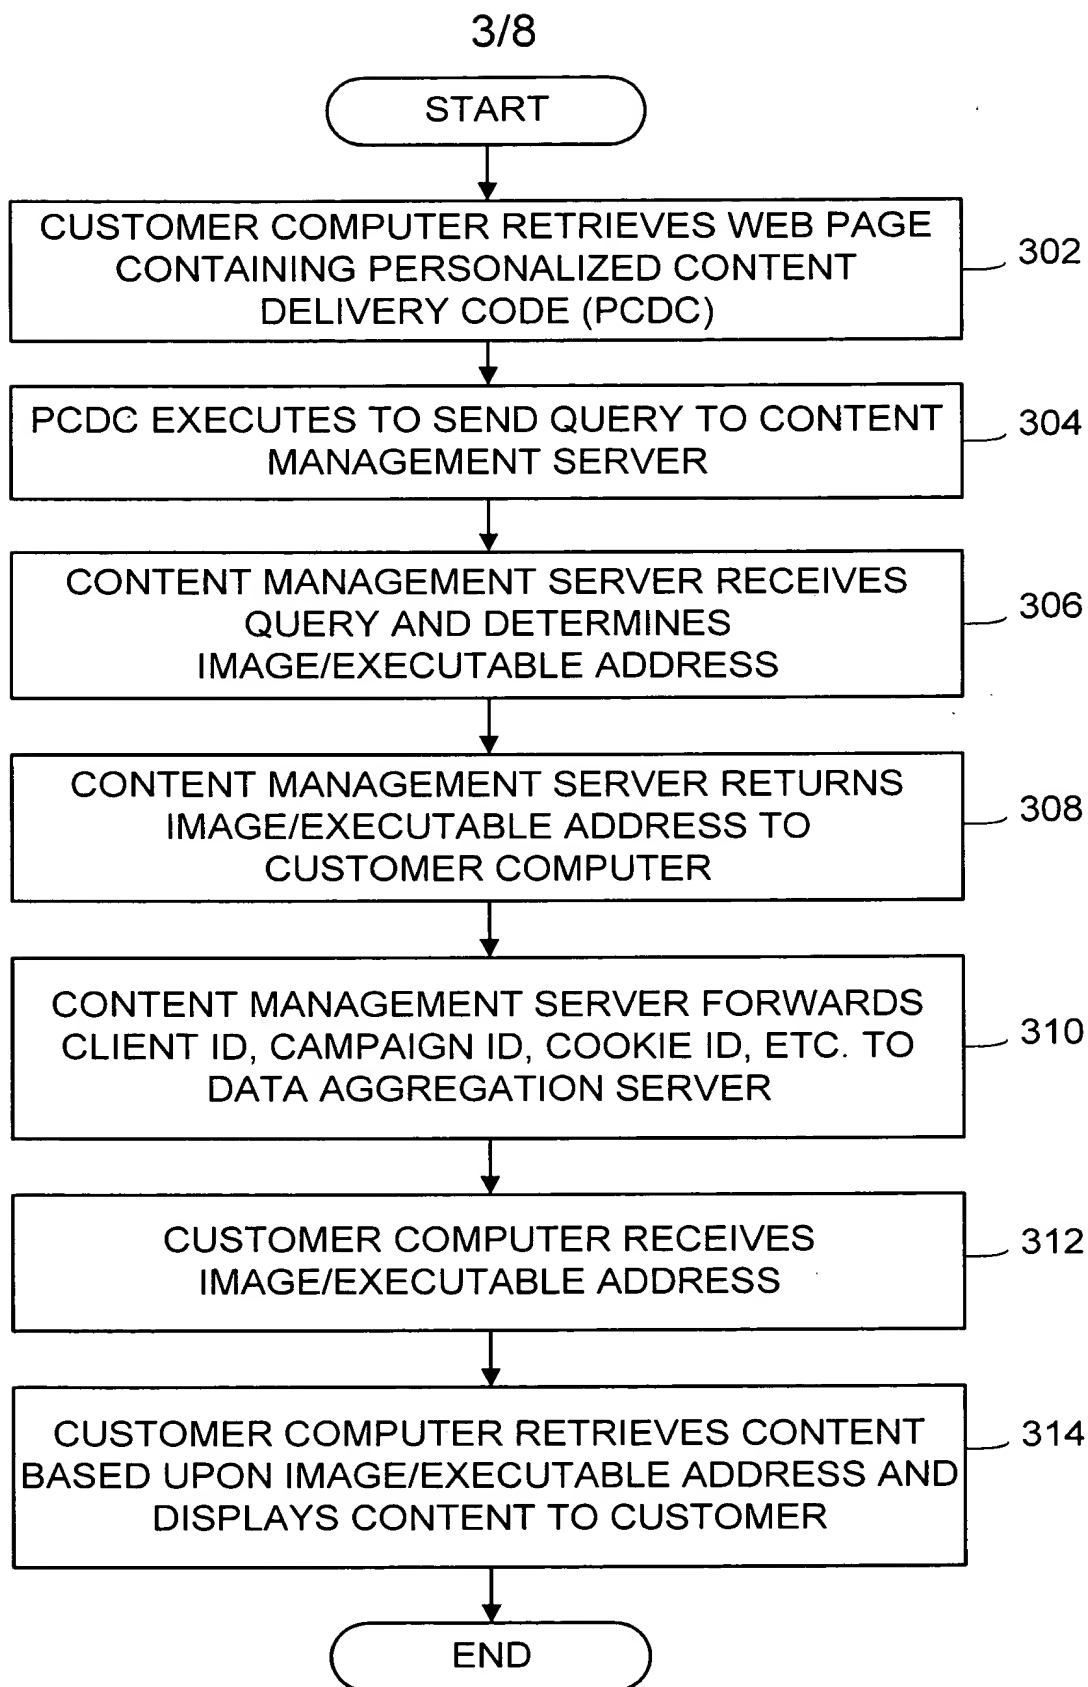 3/8
START
CUSTOMER COMPUTER RETRIEVES WEB PAGE
CONTAINING PERSONALIZED CONTENT
DELIVERY CODE (PCDC)
302
PCDC EXECUTES TO SEND QUERY TO CONTENT
MANAGEMENT SERVER
304
CONTENT MANAGEMENT SERVER RECEIVES
QUERY AND DETERMINES
IMAGE/EXECUTABLE ADDRESS
306
CONTENT MANAGEMENT SERVER RETURNS
IMAGE/EXECUTABLE ADDRESS TO
CUSTOMER COMPUTER
308
CONTENT MANAGEMENT SERVER FORWARDS
CLIENT ID, CAMPAIGN ID, COOKIE ID, ETC. TO
DATA AGGREGATION SERVER
310
CUSTOMER COMPUTER RECEIVES
IMAGE/EXECUTABLE ADDRESS
312
CUSTOMER COMPUTER RETRIEVES CONTENT
BASED UPON IMAGE/EXECUTABLE ADDRESS AND
DISPLAYS CONTENT TO CUSTOMER
314
END